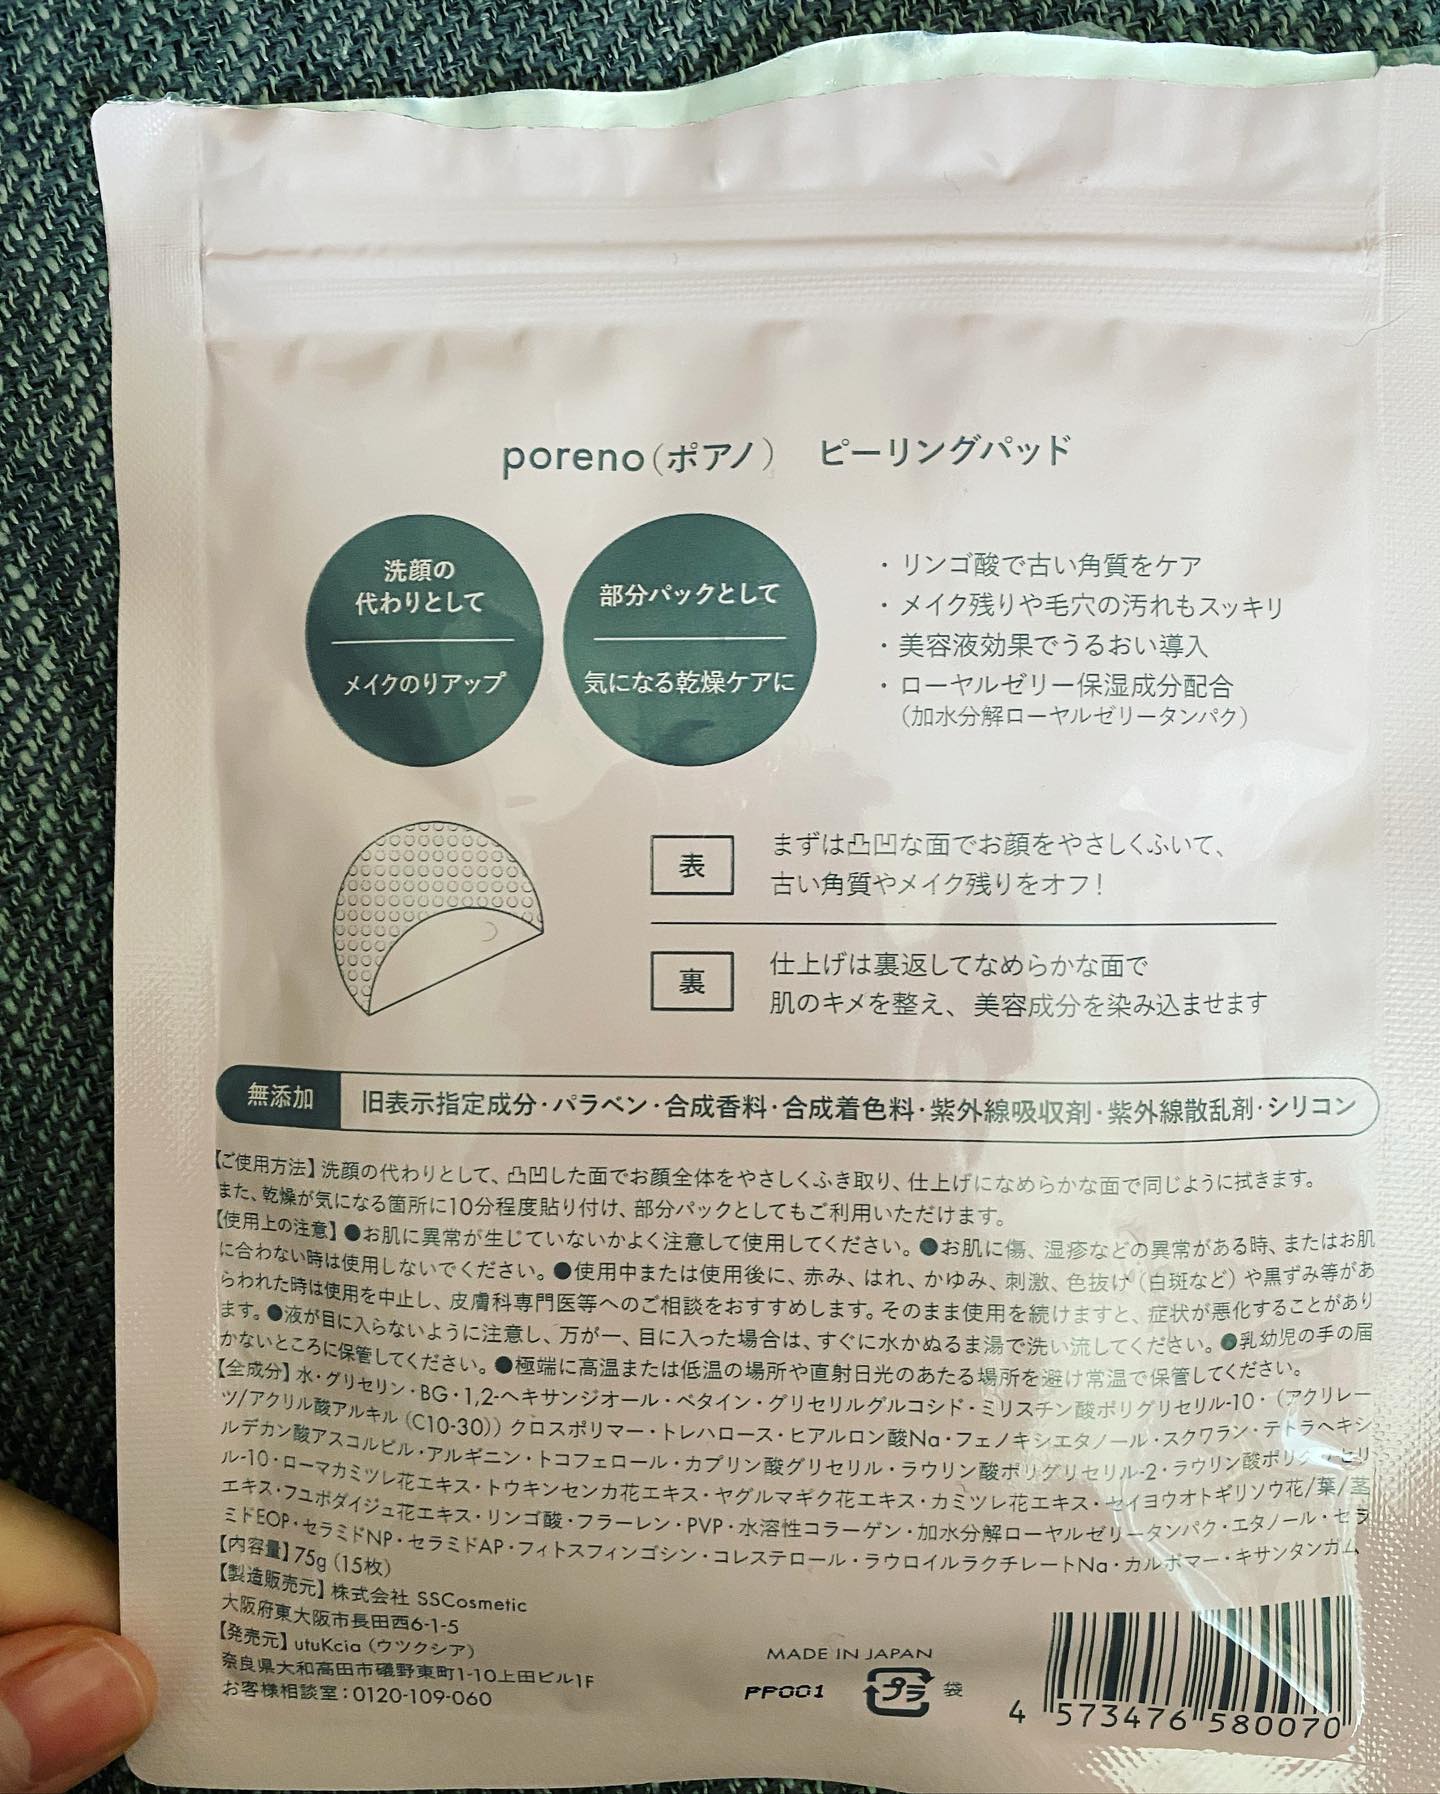 poreno(ポアノ) ピーリングパッド
洗顔の
代わりとして
メイクのりアップ
部分パックとして
気になる乾燥ケアに
・リンゴ酸で古い角質をケア
・メイク残りや毛穴の汚れもスッキリ
・美容液効果でうるおい導入
・ローヤルゼリー保湿成分配合
(加水分解ローヤルゼリータンパク)
表
まずは凸凹な面でお顔をやさしくふいて、
古い角質やメイク残りをオフ!
裏
仕上げは裏返してなめらかな面で
肌のキメを整え、美容成分を染み込ませます
無添加 旧表示指定成分・パラベン・合成香料・合成着色料・紫外線吸収剤・紫外線散乱剤・シリコン
【ご使用方法】洗顔の代わりとして、凸凹した面でお顔全体をやさしくふき取り、仕上げになめらかな面で同じように拭きます。
また、乾燥が気になる箇所に10分程度貼り付け、部分パックとしてもご利用いただけます。
【使用上の注意】●お肌に異常が生じていないかよく注意して使用してください。●お肌に傷、湿疹などの異常がある時、またはお肌
に合わない時は使用しないでください。●使用中または使用後に、赤み、はれ、かゆみ、刺激、色抜け(白斑など)や黒ずみ等があ
らわれた時は使用を中止し、皮膚科専門医等へのご相談をおすすめします。そのまま使用を続けますと、症状が悪化することがあり
ます。●液が目に入らないように注意し、万が一、目に入った場合は、すぐに水かぬるま湯で洗い流してください。●乳幼児の手の届
かないところに保管してください。●極端に高温または低温の場所や直射日光のあたる場所を避け常温で保管してください。
【全成分】水・グリセリン・BG・1,2-ヘキサンジオール・ベタイン・グリセリルグルコシド・ミリスチン酸ポリグリセリル-10・(アクリレー
ツ/アクリル酸アルキル(C10-30))クロスポリマー・トレハロース・ヒアルロン酸Na・フェノキシエタノール・スクワラン・テトラヘキシ
ルデカン酸アスコルビル・アルギニン・トコフェロール・カプリン酸グリセリル・ラウリン酸ポリグリセリル-2・ラウリン酸ポリグリセリ
ル-10・ローマカミツレ花エキス・トウキンセンカ花エキス・ヤグルマギク花エキス・カミツレ花エキス・セイヨウオトギリソウ花/葉/茎
エキス・フユボダイジュ花エキス・リンゴ酸・フラーレン・PVP・水溶性コラーゲン・加水分解ローヤルゼリータンパク・エタノール・セラ
ミドEOP・セラミドNP・セラミドAP・フィトスフィンゴシン・コレステロール・ラウロイルラクチレートNa・カルボマー・キサンタンガム
【内容量】75g(15枚)
【製造販売元】株式会社 SSCosmetic
大阪府東大阪市長田西6-1-5
【発売元】utuKcia(ウツクシア)
奈良県大和高田市礒野東町1-10上田ビル1F
お客様相談室:0120-109-060
MADE IN JAPAN
PP001 プラ 袋
4 573476 580070